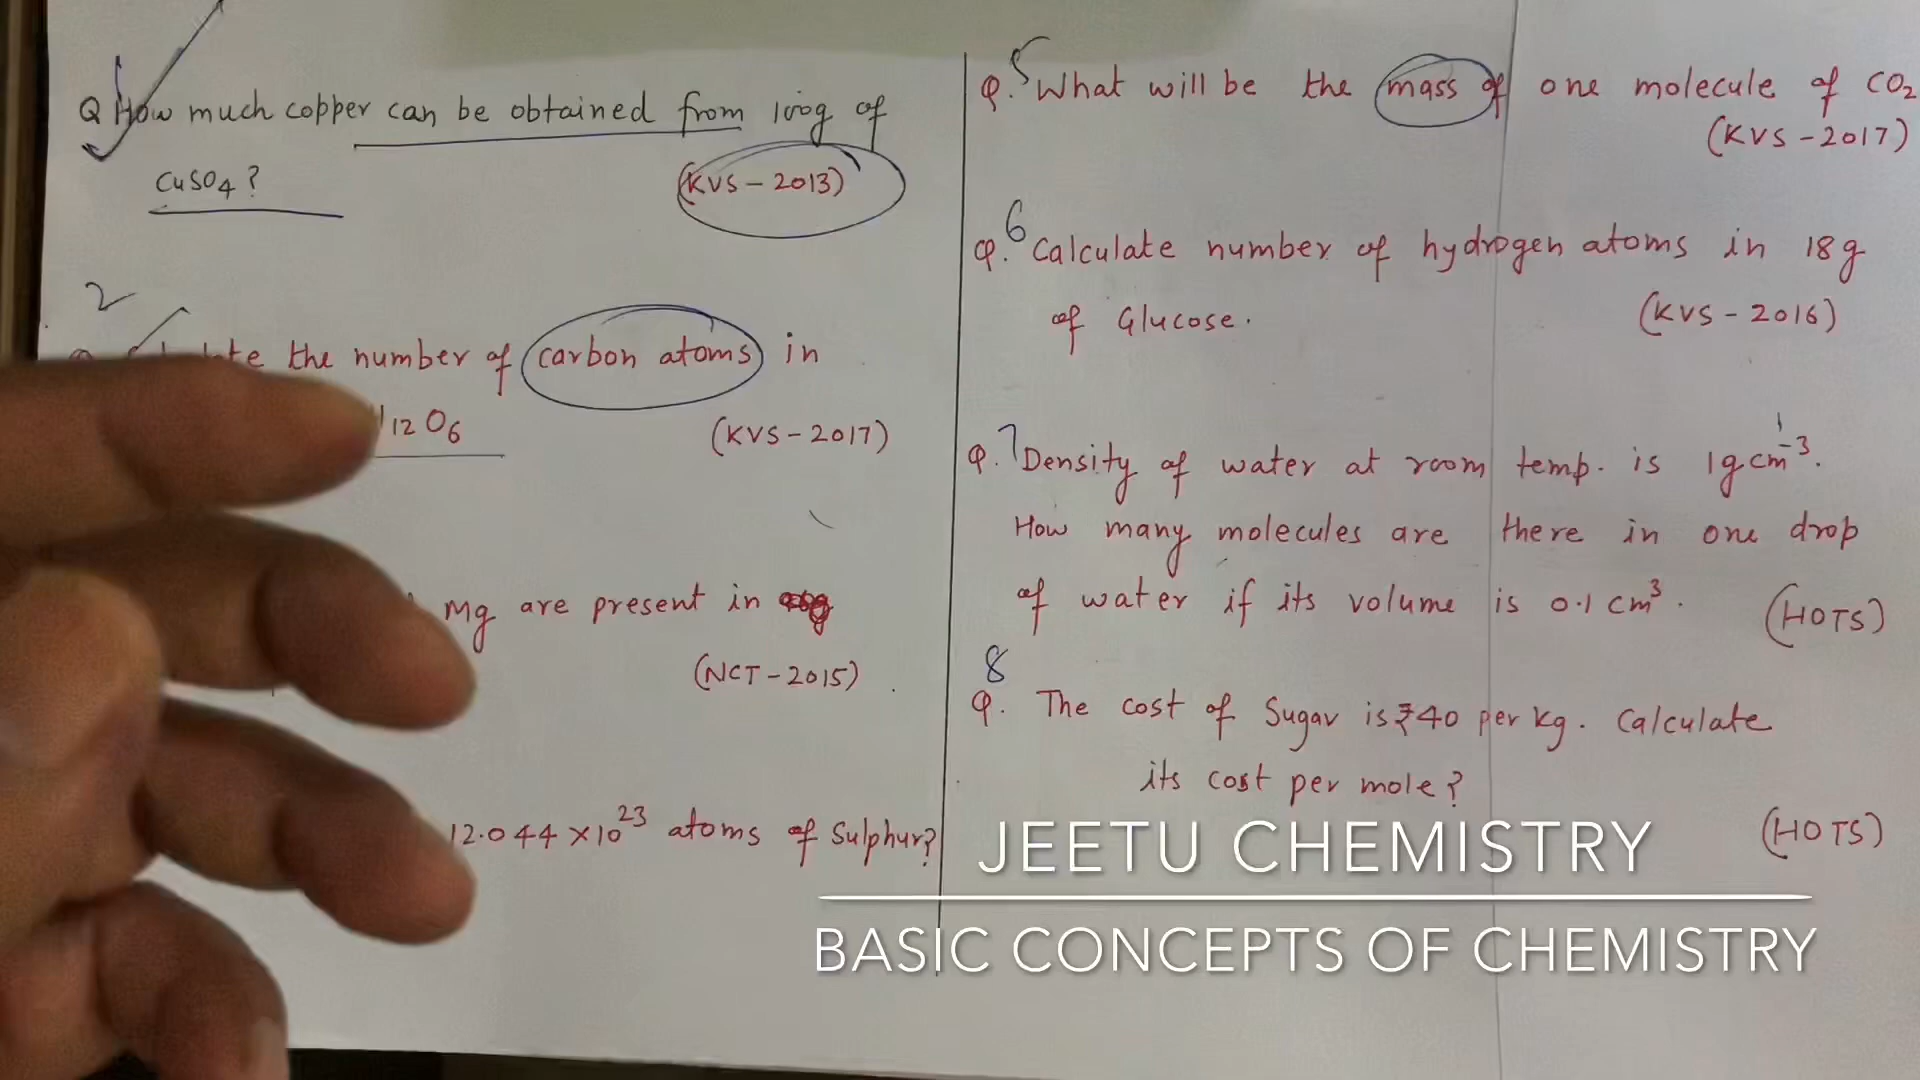 Q How much copper can be obtained from 100g of
CuSO4?
(KVS-2013)
2
the number of carbon atoms in
12O6
(KVS-2017)
Mg are present in
(NCT-2015)
12.044×10^23 atoms of Sulphur?
Q.5 What will be the mass of one molecule of CO2
(KVS-2017)
Q.6 Calculate number of hydrogen atoms in 18g
of Glucose.
(KVS-2016)
Q.7 Density of water at room temp. is 1g cm^-3.
How many molecules are there in one drop
of water if its volume is 0.1 cm^3.
(HOTS)
8
Q. The cost of Sugar is ₹40 per kg. Calculate
its cost per mole?
(HOTS)
JEETU CHEMISTRY
BASIC CONCEPTS OF CHEMISTRY